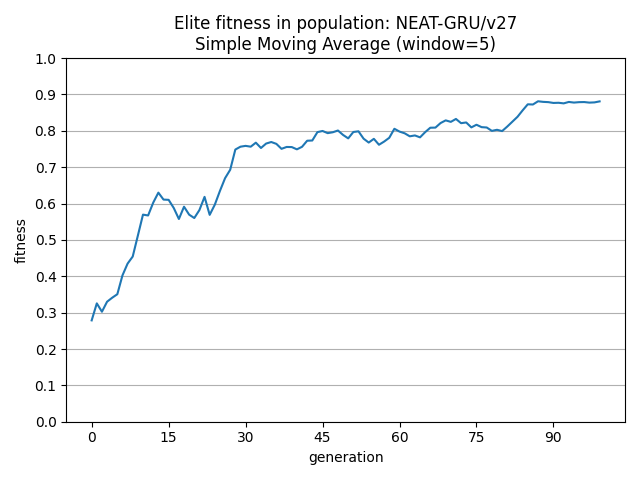 Elite fitness in population: NEAT-GRU/v27
Simple Moving Average (window=5)
1.0
0.9
0.8
0.7
0.6
0.5
0.4
0.3
0.2
0.1
0.0
fitness
0 15 30 45 60 75 90
generation